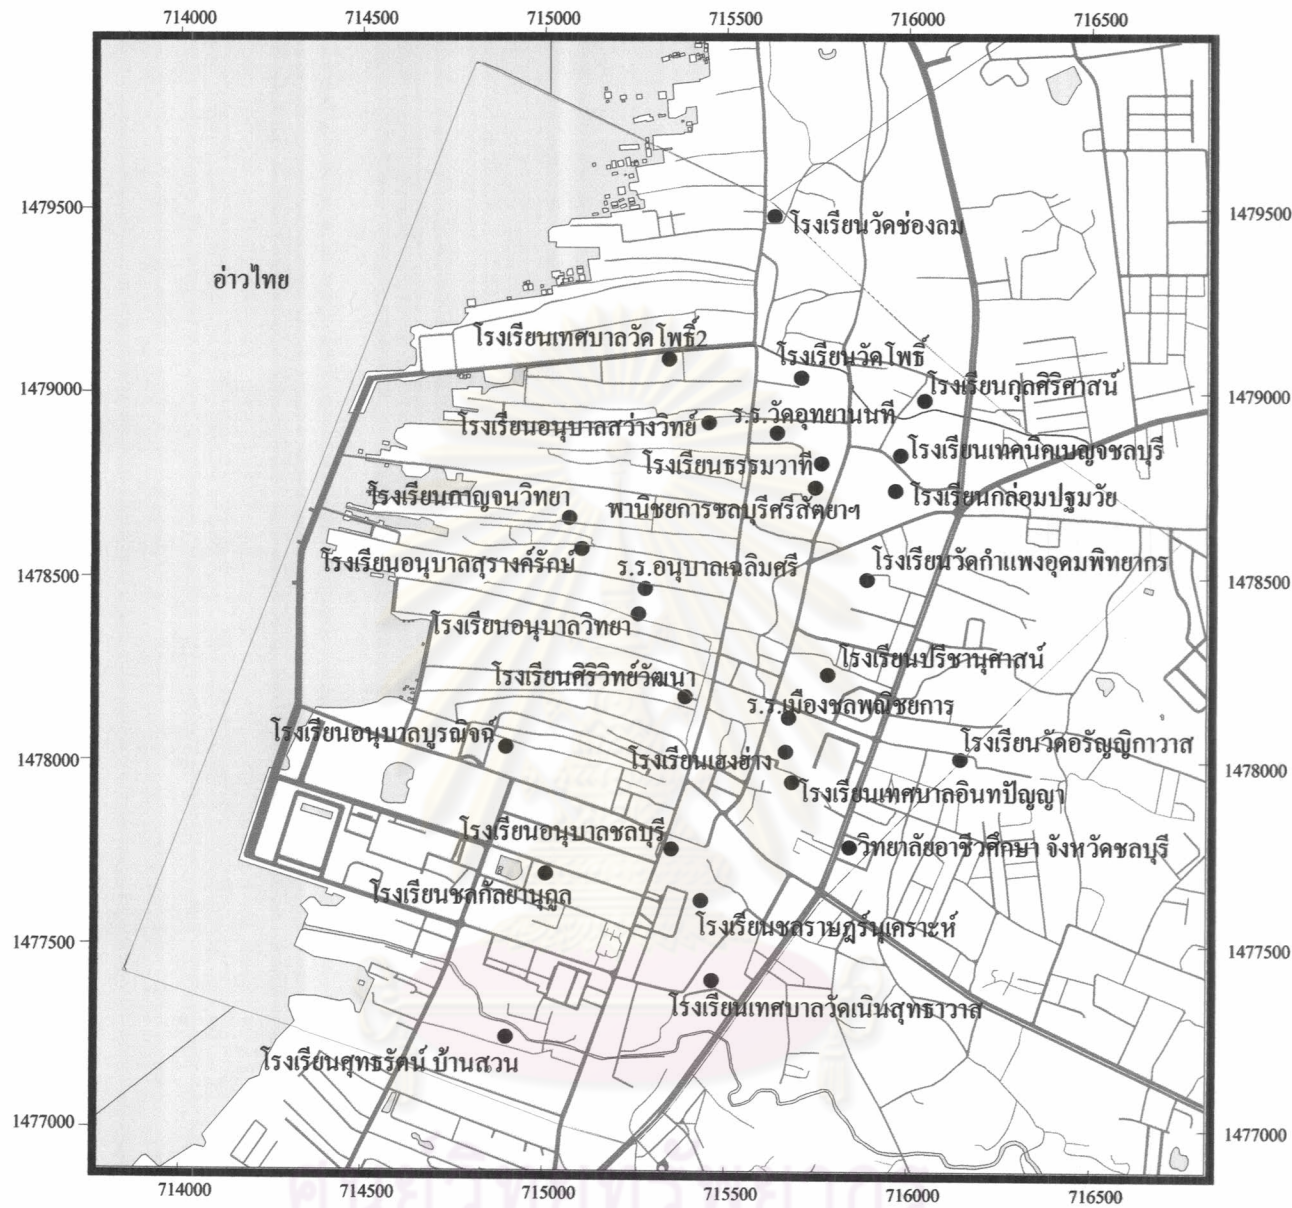 714000 714500 715000 715500 716000 716500
1479500 1479500
โรงเรียนวัดช่องลม
อ่าวไทย
โรงเรียนเทศบาลวัดโพธิ์2
โรงเรียนวัดโพธิ์
1479000 1479000
โรงเรียนกุลศิริศาสน์
ร.ร.วัดอุทยานนที
โรงเรียนอนุบาลสว่างวิทย์
โรงเรียนเทคนิคเบญจชลบุรี
โรงเรียนธรรมวาที
โรงเรียนกาญจนวิทยา
โรงเรียนกล่อมปฐมวัย
พานิชยการชลบุรีศรีสัตยาฯ
โรงเรียนอนุบาลสุรางค์รักษ์
ร.ร.อนุบาลเฉลิมศรี
โรงเรียนวัดกำแพงอุดมพิทยากร
1478500 1478500
โรงเรียนอนุบาลวิทยา
โรงเรียนปรีชานุศาสน์
โรงเรียนศิริวิทย์วัฒนา
ร.ร.เมืองชลพณิชยการ
โรงเรียนอนุบาลบูรณิจฉ์
โรงเรียนวัดอรัญญิกาวาส
1478000 1478000
โรงเรียนเฮงฮ่าง
โรงเรียนเทศบาลอินทปัญญา
โรงเรียนอนุบาลชลบุรี
วิทยาลัยอาชีวศึกษา จังหวัดชลบุรี
โรงเรียนชลกัลยานุกูล
โรงเรียนชลราษฎร์นุเคราะห์
1477500 1477500
โรงเรียนเทศบาลวัดเนินสุทธาวาส
โรงเรียนสุทธรัตน์ บ้านสวน
1477000 1477000
714000 714500 715000 715500 716000 716500